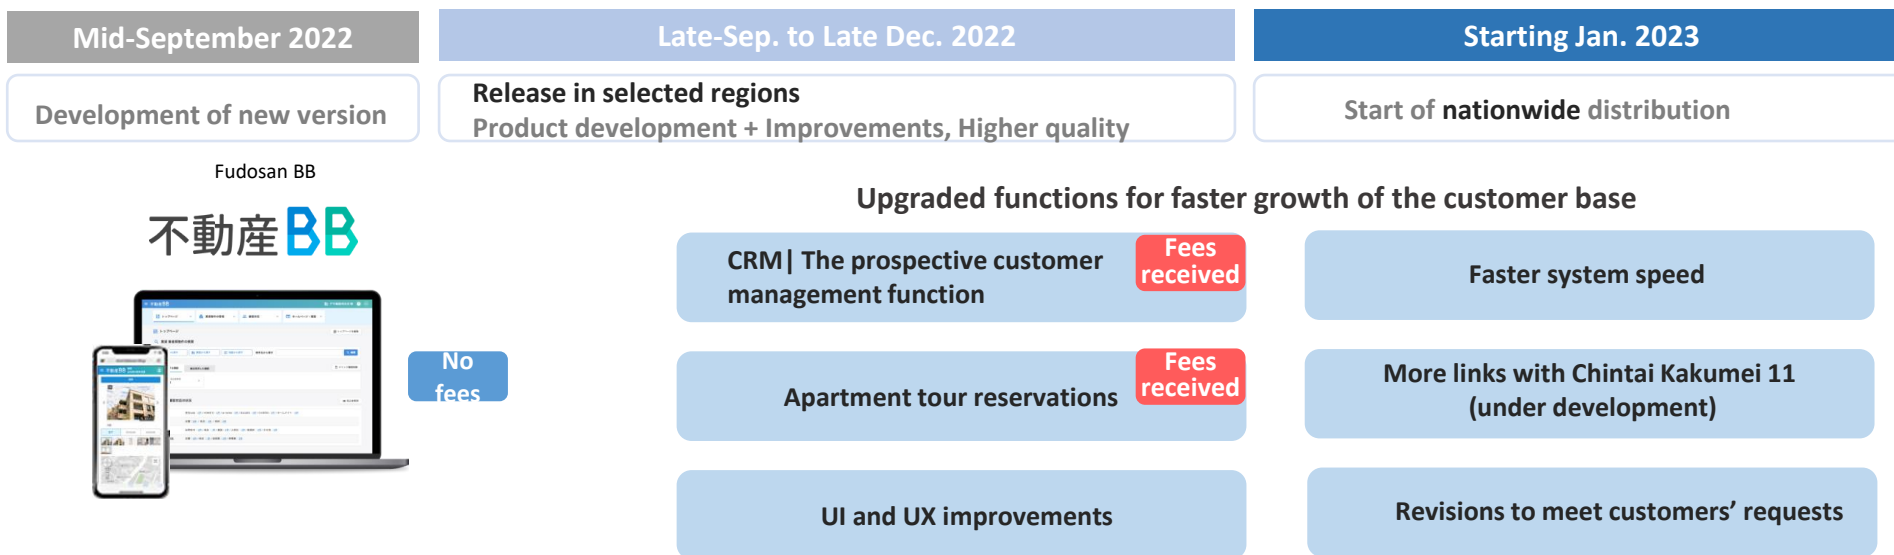 Mid-September 2022
Late-Sep. to Late Dec. 2022
Starting Jan. 2023
Development of new version
Release in selected regions
Product development + Improvements, Higher quality
Start of nationwide distribution
Fudosan BB
不動産BB
Upgraded functions for faster growth of the customer base
CRM| The prospective customer
management function
Fees
received
Faster system speed
No
fees
Apartment tour reservations
Fees
received
More links with Chintai Kakumei 11
(under development)
UI and UX improvements
Revisions to meet customers’ requests